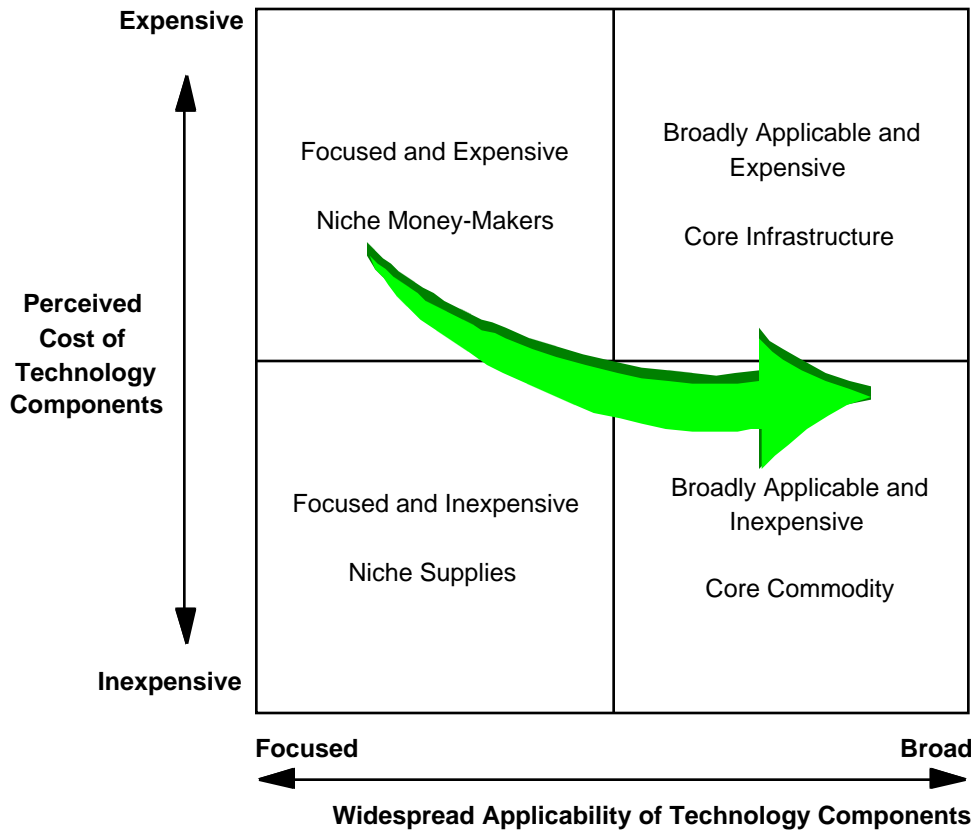 Expensive
Focused and Expensive
Niche Money-Makers
Broadly Applicable and
Expensive
Core Infrastructure
Perceived
Cost of
Technology
Components
Focused and Inexpensive
Niche Supplies
Broadly Applicable and
Inexpensive
Core Commodity
Inexpensive
Focused
Broad
Widespread Applicability of Technology Components